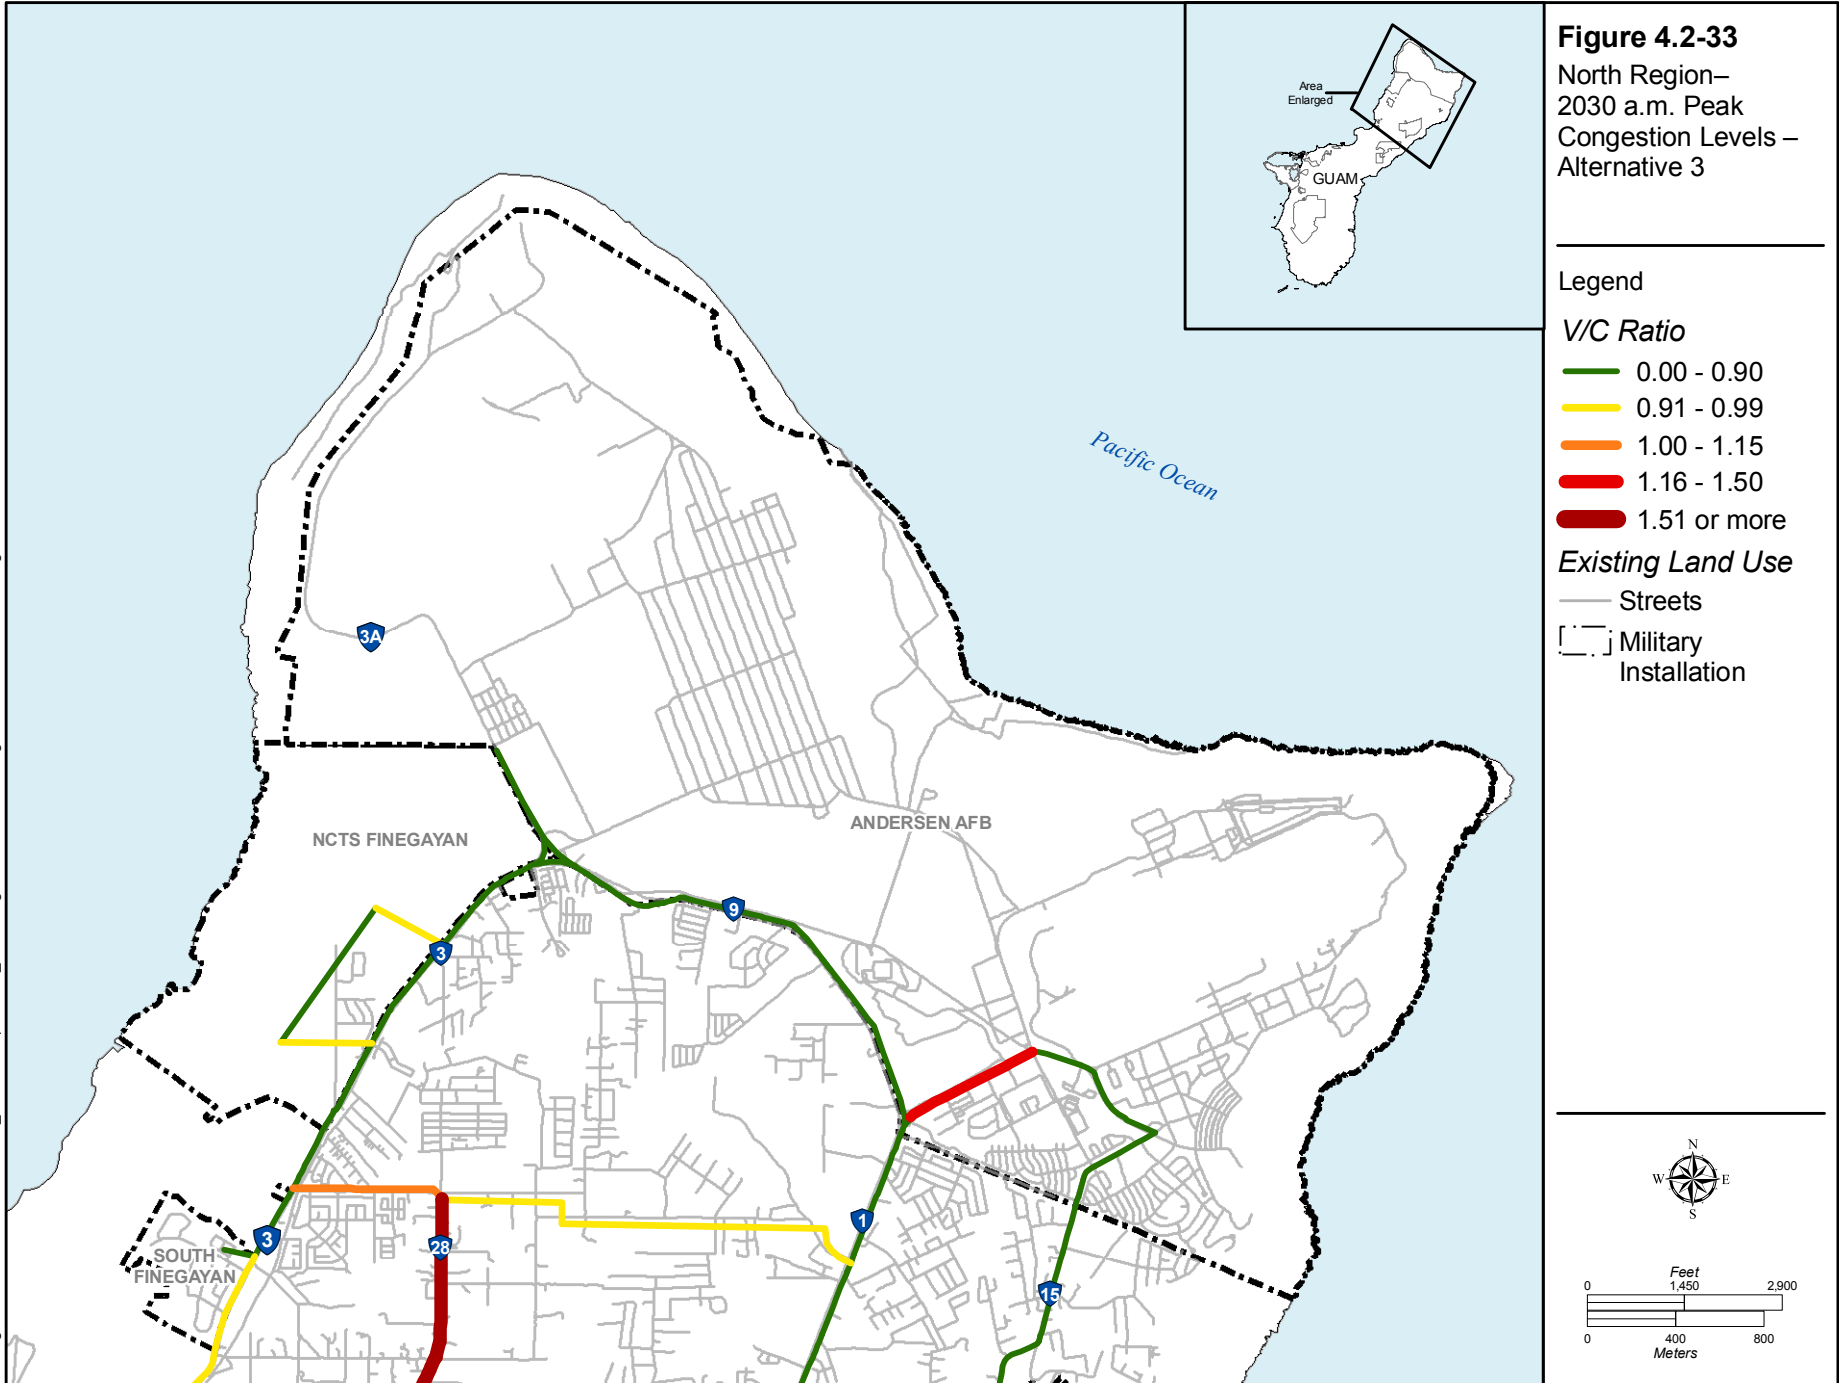 Figure 4.2-33
North Region–
2030 a.m. Peak
Congestion Levels –
Alternative 3
Legend
V/C Ratio
0.00 - 0.90
0.91 - 0.99
1.00 - 1.15
1.16 - 1.50
1.51 or more
Existing Land Use
Streets
Military
Installation
N
W E
S
Feet
0 1,450 2,900
0 400 800
Meters
Area
Enlarged
GUAM
Pacific Ocean
3A
NCTS FINEGAYAN
ANDERSEN AFB
9
3
3
28
1
15
SOUTH
FINEGAYAN